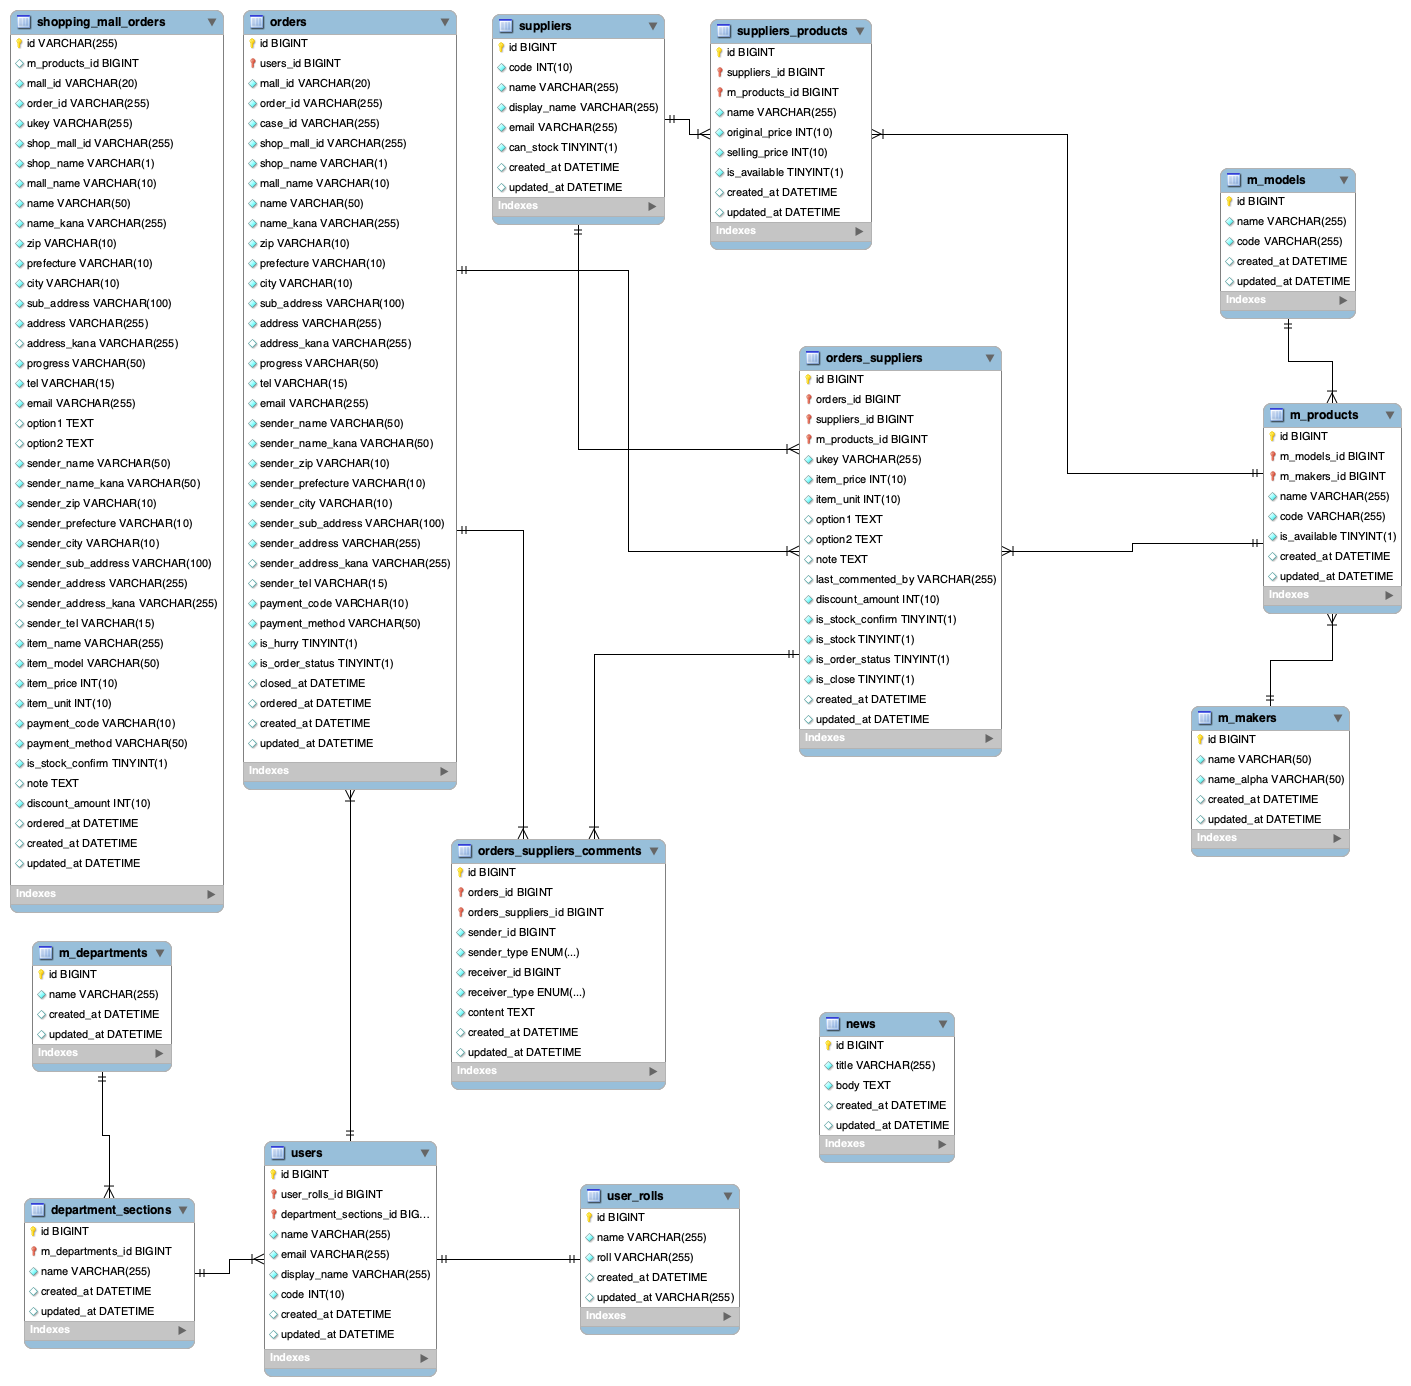 shopping_mall_orders
id VARCHAR(255)
m_products_id BIGINT
mall_id VARCHAR(20)
order_id VARCHAR(255)
ukey VARCHAR(255)
shop_mall_id VARCHAR(255)
shop_name VARCHAR(1)
mall_name VARCHAR(10)
name VARCHAR(50)
name_kana VARCHAR(255)
zip VARCHAR(10)
prefecture VARCHAR(10)
city VARCHAR(10)
sub_address VARCHAR(100)
address VARCHAR(255)
address_kana VARCHAR(255)
progress VARCHAR(50)
tel VARCHAR(15)
email VARCHAR(255)
option1 TEXT
option2 TEXT
sender_name VARCHAR(50)
sender_name_kana VARCHAR(50)
sender_zip VARCHAR(10)
sender_prefecture VARCHAR(10)
sender_city VARCHAR(10)
sender_sub_address VARCHAR(100)
sender_address VARCHAR(255)
sender_address_kana VARCHAR(255)
sender_tel VARCHAR(15)
item_name VARCHAR(255)
item_model VARCHAR(50)
item_price INT(10)
item_unit INT(10)
payment_code VARCHAR(10)
payment_method VARCHAR(50)
is_stock_confirm TINYINT(1)
note TEXT
discount_amount INT(10)
ordered_at DATETIME
created_at DATETIME
updated_at DATETIME
Indexes
orders
id BIGINT
users_id BIGINT
mall_id VARCHAR(20)
order_id VARCHAR(255)
case_id VARCHAR(255)
shop_mall_id VARCHAR(255)
shop_name VARCHAR(1)
mall_name VARCHAR(10)
name VARCHAR(50)
name_kana VARCHAR(255)
zip VARCHAR(10)
prefecture VARCHAR(10)
city VARCHAR(10)
sub_address VARCHAR(100)
address VARCHAR(255)
address_kana VARCHAR(255)
progress VARCHAR(50)
tel VARCHAR(15)
email VARCHAR(255)
sender_name VARCHAR(50)
sender_name_kana VARCHAR(50)
sender_zip VARCHAR(10)
sender_prefecture VARCHAR(10)
sender_city VARCHAR(10)
sender_sub_address VARCHAR(100)
sender_address VARCHAR(255)
sender_address_kana VARCHAR(255)
sender_tel VARCHAR(15)
payment_code VARCHAR(10)
payment_method VARCHAR(50)
is_hurry TINYINT(1)
is_order_status TINYINT(1)
closed_at DATETIME
ordered_at DATETIME
created_at DATETIME
updated_at DATETIME
Indexes
suppliers
id BIGINT
code INT(10)
name VARCHAR(255)
display_name VARCHAR(255)
email VARCHAR(255)
can_stock TINYINT(1)
created_at DATETIME
updated_at DATETIME
Indexes
suppliers_products
id BIGINT
suppliers_id BIGINT
m_products_id BIGINT
name VARCHAR(255)
original_price INT(10)
selling_price INT(10)
is_available TINYINT(1)
created_at DATETIME
updated_at DATETIME
Indexes
m_models
id BIGINT
name VARCHAR(255)
code VARCHAR(255)
created_at DATETIME
updated_at DATETIME
Indexes
orders_suppliers
id BIGINT
orders_id BIGINT
suppliers_id BIGINT
m_products_id BIGINT
ukey VARCHAR(255)
item_price INT(10)
item_unit INT(10)
option1 TEXT
option2 TEXT
note TEXT
last_commented_by VARCHAR(255)
discount_amount INT(10)
is_stock_confirm TINYINT(1)
is_stock TINYINT(1)
is_order_status TINYINT(1)
is_close TINYINT(1)
created_at DATETIME
updated_at DATETIME
Indexes
m_products
id BIGINT
m_models_id BIGINT
m_makers_id BIGINT
name VARCHAR(255)
code VARCHAR(255)
is_available TINYINT(1)
created_at DATETIME
updated_at DATETIME
Indexes
m_makers
id BIGINT
name VARCHAR(50)
name_alpha VARCHAR(50)
created_at DATETIME
updated_at DATETIME
Indexes
orders_suppliers_comments
id BIGINT
orders_id BIGINT
orders_suppliers_id BIGINT
sender_id BIGINT
sender_type ENUM(...)
receiver_id BIGINT
receiver_type ENUM(...)
content TEXT
created_at DATETIME
updated_at DATETIME
Indexes
m_departments
id BIGINT
name VARCHAR(255)
created_at DATETIME
updated_at DATETIME
Indexes
news
id BIGINT
title VARCHAR(255)
body TEXT
created_at DATETIME
updated_at DATETIME
Indexes
department_sections
id BIGINT
m_departments_id BIGINT
name VARCHAR(255)
created_at DATETIME
updated_at DATETIME
Indexes
users
id BIGINT
user_rolls_id BIGINT
department_sections_id BIG...
name VARCHAR(255)
email VARCHAR(255)
display_name VARCHAR(255)
code INT(10)
created_at DATETIME
updated_at DATETIME
Indexes
user_rolls
id BIGINT
name VARCHAR(255)
roll VARCHAR(255)
created_at DATETIME
updated_at VARCHAR(255)
Indexes